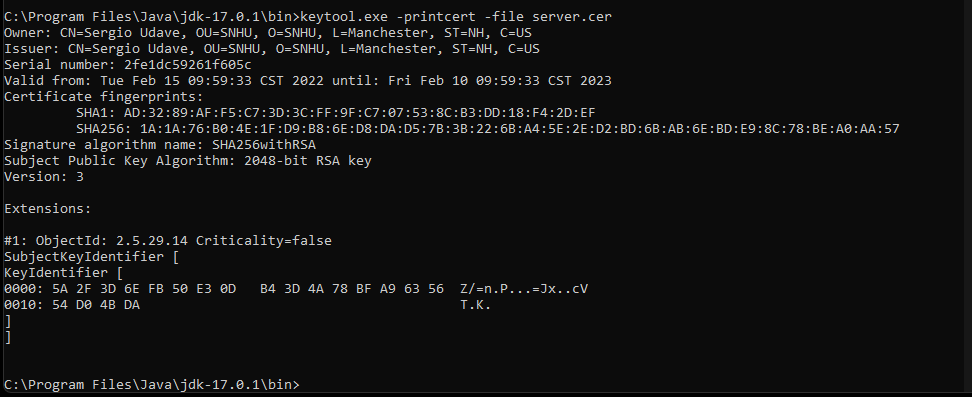 C:\Program Files\Java\jdk-17.0.1\bin>keytool.exe -printcert -file server.cer
Owner: CN=Sergio Udave, OU=SNHU, O=SNHU, L=Manchester, ST=NH, C=US
Issuer: CN=Sergio Udave, OU=SNHU, O=SNHU, L=Manchester, ST=NH, C=US
Serial number: 2fe1dc59261f605c
Valid from: Tue Feb 15 09:59:33 CST 2022 until: Fri Feb 10 09:59:33 CST 2023
Certificate fingerprints:
SHA1: AD:32:89:AF:F5:C7:3D:3C:FF:9F:C7:07:53:8C:B3:DD:18:F4:2D:EF
SHA256: 1A:1A:76:B0:4E:1F:D9:B8:6E:D8:DA:D5:7B:3B:22:6B:A4:5E:2E:D2:BD:6B:AB:6E:BD:E9:8C:78:BE:A0:AA:57
Signature algorithm name: SHA256withRSA
Subject Public Key Algorithm: 2048-bit RSA key
Version: 3
Extensions:
#1: ObjectId: 2.5.29.14 Criticality=false
SubjectKeyIdentifier [
KeyIdentifier [
0000: 5A 2F 3D 6E FB 50 E3 0D   B4 3D 4A 78 BF A9 63 56  Z/=n.P...=Jx..cV
0010: 54 D0 4B DA                                        T.K.
]
]
C:\Program Files\Java\jdk-17.0.1\bin>